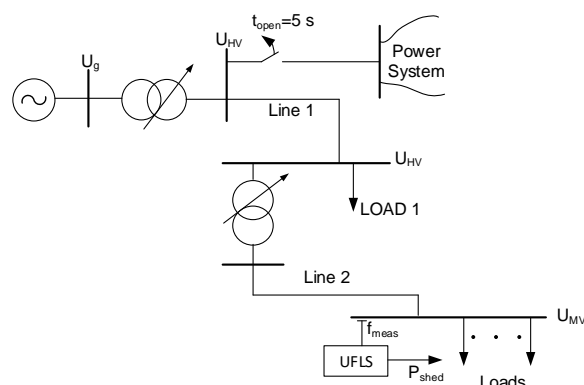 t_open=5 s
U_HV
Power
System
U_g
Line 1
U_HV
LOAD 1
Line 2
U_MV
f_meas
UFLS
P_shed
Loads